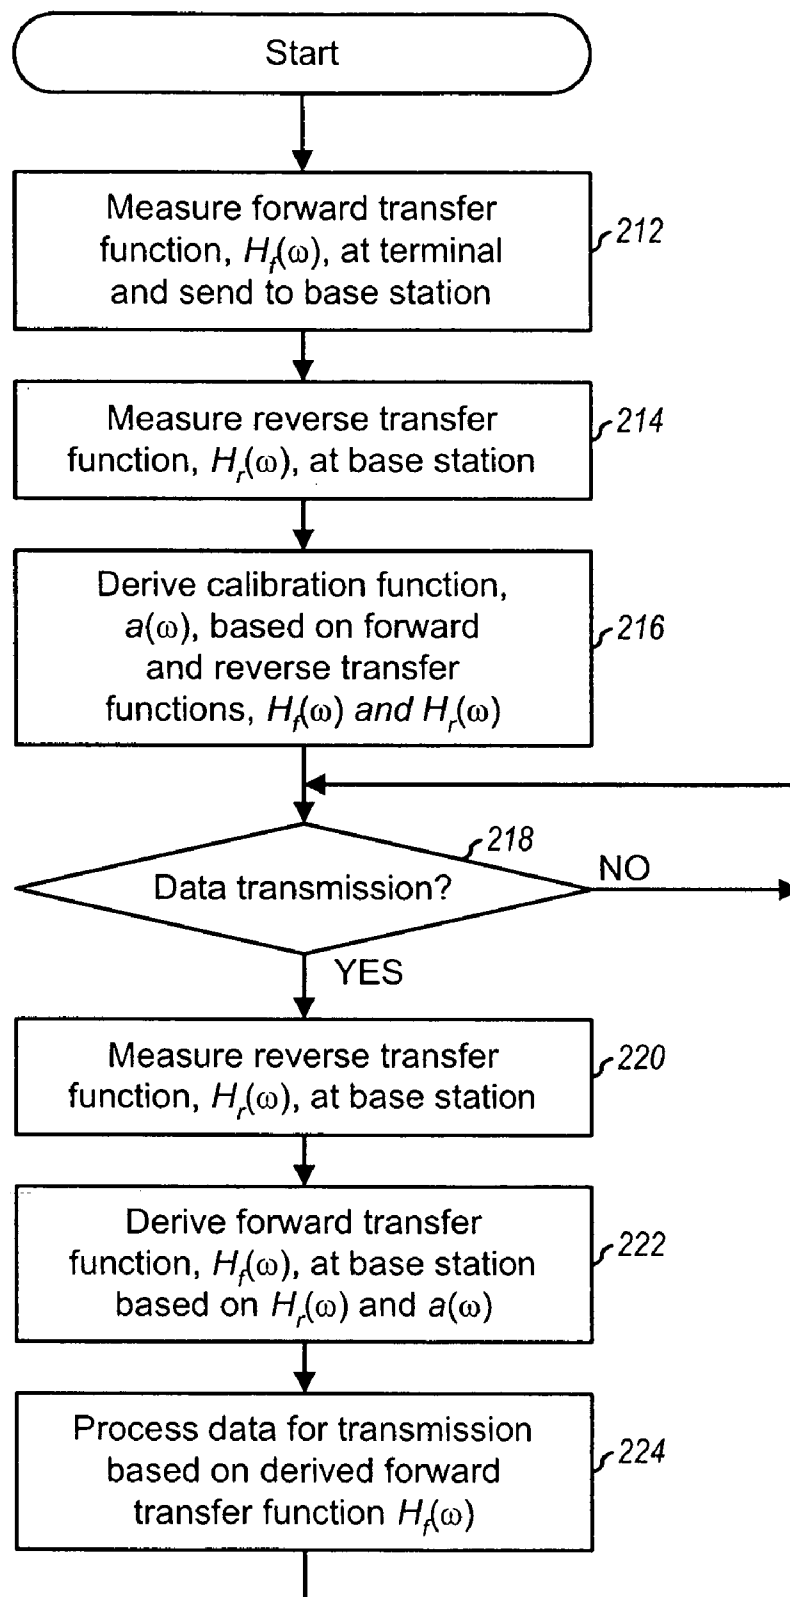 Start
Measure forward transfer
function, H_f(ω), at terminal
and send to base station
212
Measure reverse transfer
function, H_r(ω), at base station
214
Derive calibration function,
a(ω), based on forward
and reverse transfer
functions, H_f(ω) and H_r(ω)
216
218
Data transmission?
NO
YES
Measure reverse transfer
function, H_r(ω), at base station
220
Derive forward transfer
function, H_f(ω), at base station
based on H_r(ω) and a(ω)
222
Process data for transmission
based on derived forward
transfer function H_f(ω)
224